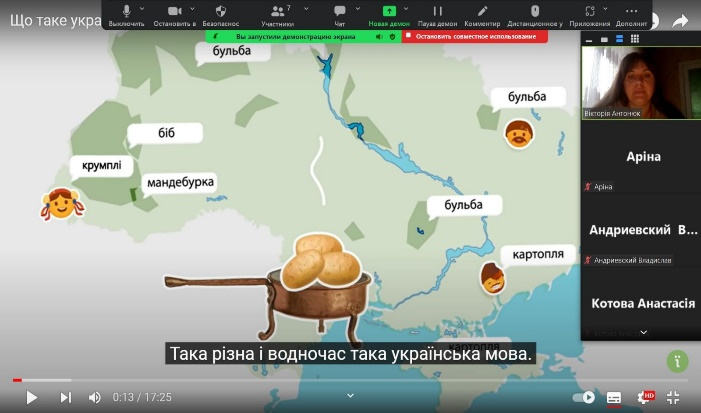 Що таке укра
Выключить
Остановить в
Безопаснос
Участники
7
Чат
Новая демон
Пауза демон
Комментир
Дистанционное у
Приложения
Дополнит
Вы запустили демонстрацию экрана
Остановить совместное использование
бульба
бульба
біб
крумплі
мандебурка
бульба
картопля
картопля
Вікторія Антонюк
Аріна
Аріна
Андриевский В...
Андриевский Владислав
Котова Анастасія
Така різна і водночас така українська мова.
ї
0:13 / 17:25
HD